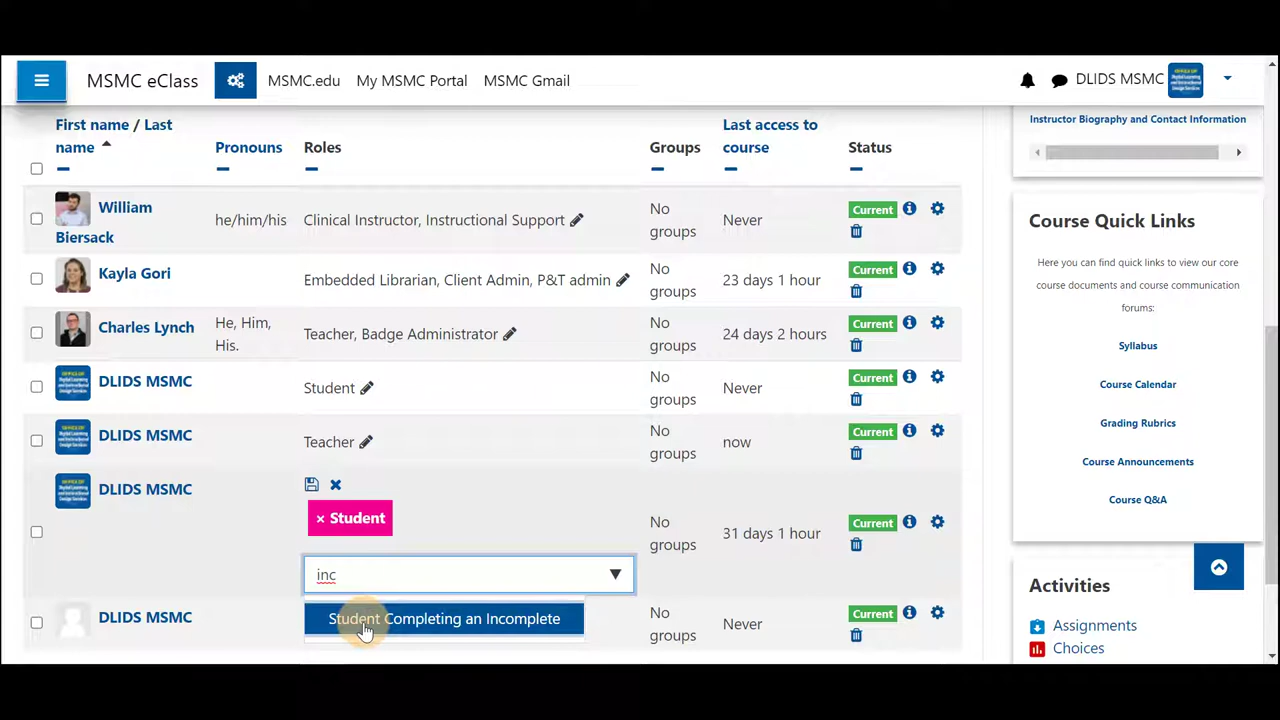 MSMC eClass MSMC.edu My MSMC Portal MSMC Gmail DLIDS MSMC
Instructor Biography and Contact Information
First name / Last
name
Pronouns
Roles
Groups
Last access to
course
Status
William
Biersack
he/him/his
Clinical Instructor, Instructional Support
No
groups
Never
Current
Kayla Gori
Embedded Librarian, Client Admin, P&T admin
No
groups
23 days 1 hour
Current
Charles Lynch
He, Him,
His.
Teacher, Badge Administrator
No
groups
24 days 2 hours
Current
DLIDS MSMC
Student
No
groups
Never
Current
DLIDS MSMC
Teacher
No
groups
now
Current
DLIDS MSMC
× Student
inc
Student Completing an Incomplete
No
groups
31 days 1 hour
Current
DLIDS MSMC
No
groups
Never
Current
Course Quick Links
Here you can find quick links to view our core
course documents and course communication
forums:
Syllabus
Course Calendar
Grading Rubrics
Course Announcements
Course Q&A
Activities
Assignments
Choices